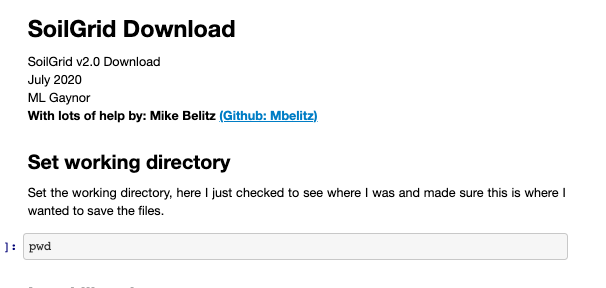 SoilGrid Download
SoilGrid v2.0 Download
July 2020
ML Gaynor
With lots of help by: Mike Belitz (Github: Mbelitz)
Set working directory
Set the working directory, here I just checked to see where I was and made sure this is where I
wanted to save the files.
]: pwd